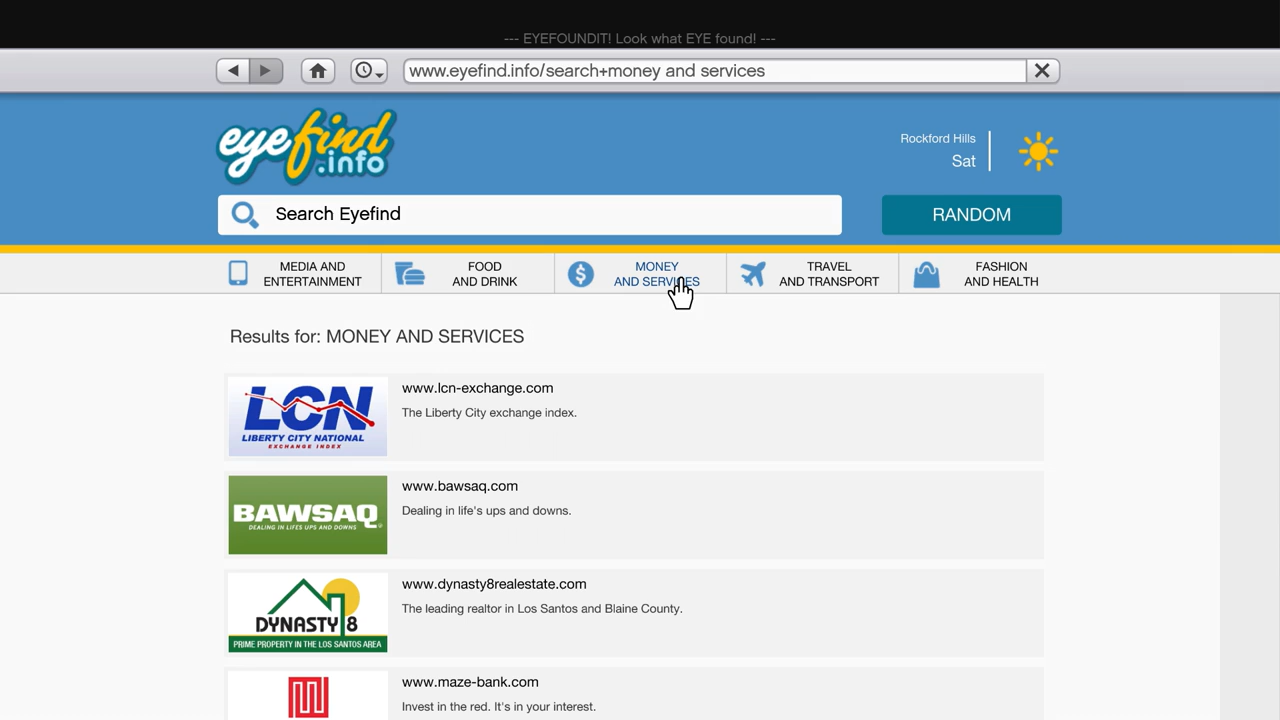 --- EYEFOUNDIT! Look what EYE found! ---
www.eyefind.info/search+money and services
eyefind
.info
Rockford Hills
Sat
Search Eyefind
RANDOM
MEDIA AND
ENTERTAINMENT
FOOD
AND DRINK
MONEY
AND SERVICES
TRAVEL
AND TRANSPORT
FASHION
AND HEALTH
Results for: MONEY AND SERVICES
LCN
LIBERTY CITY NATIONAL
EXCHANGE INDEX
www.lcn-exchange.com
The Liberty City exchange index.
BAWSAQ®
DEALING IN LIFES UPS AND DOWNS
www.bawsaq.com
Dealing in life's ups and downs.
DYNASTY 8
PRIME PROPERTY IN THE LOS SANTOS AREA
www.dynasty8realestate.com
The leading realtor in Los Santos and Blaine County.
www.maze-bank.com
Invest in the red. It's in your interest.